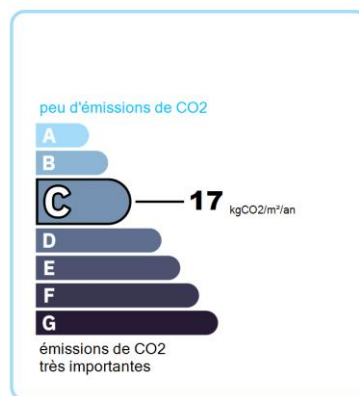 peu d'émissions de CO2
A
B
C 17 kgCO2/m²/an
D
E
F
G
émissions de CO2
très importantes